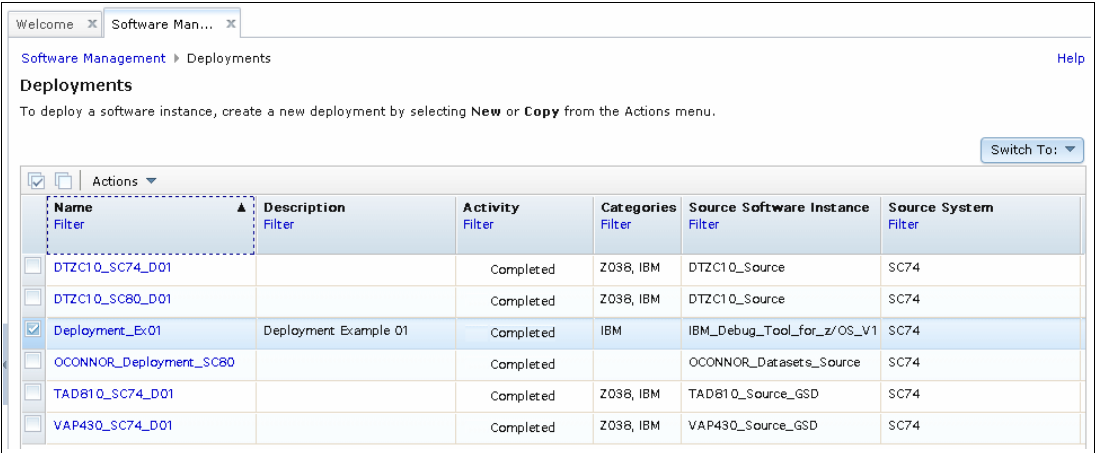 Welcome x Software Man... x
Software Management Deployments Help
Deployments
To deploy a software instance, create a new deployment by selecting New or Copy from the Actions menu.
Switch To:
Actions
Name Description Activity Categories Source Software Instance Source System
Filter Filter Filter Filter Filter Filter
DTZC10_SC74_D01 Completed Z038, IBM DTZC10_Source SC74
DTZC10_SC80_D01 Completed Z038, IBM DTZC10_Source SC74
Deployment_Ex01 Deployment Example 01 Completed IBM IBM_Debug_Tool_for_z/OS_V1 SC74
OCONNOR_Deployment_SC80 Completed OCONNOR_Datasets_Source SC74
TAD810_SC74_D01 Completed Z038, IBM TAD810_Source_GSD SC74
VAP430_SC74_D01 Completed Z038, IBM VAP430_Source_GSD SC74